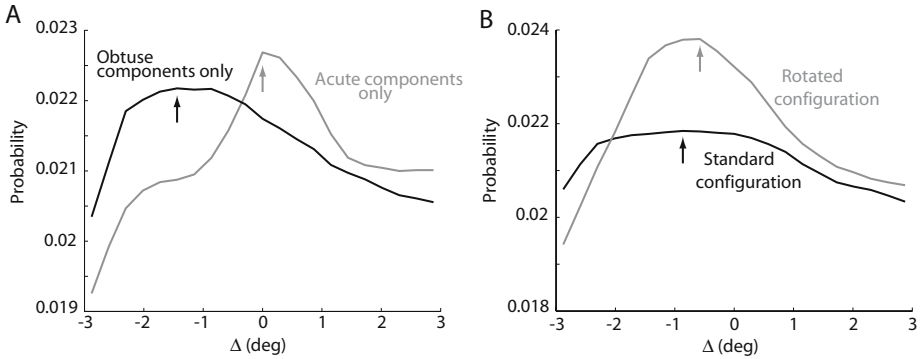 A
0.023
0.022
0.021
0.02
0.019
Probability
Obtuse
components only
Acute components
only
-3 -2 -1 0 1 2 3
Δ (deg)
B
0.024
0.022
0.02
0.018
Probability
Rotated
configuration
Standard
configuration
-3 -2 -1 0 1 2 3
Δ (deg)